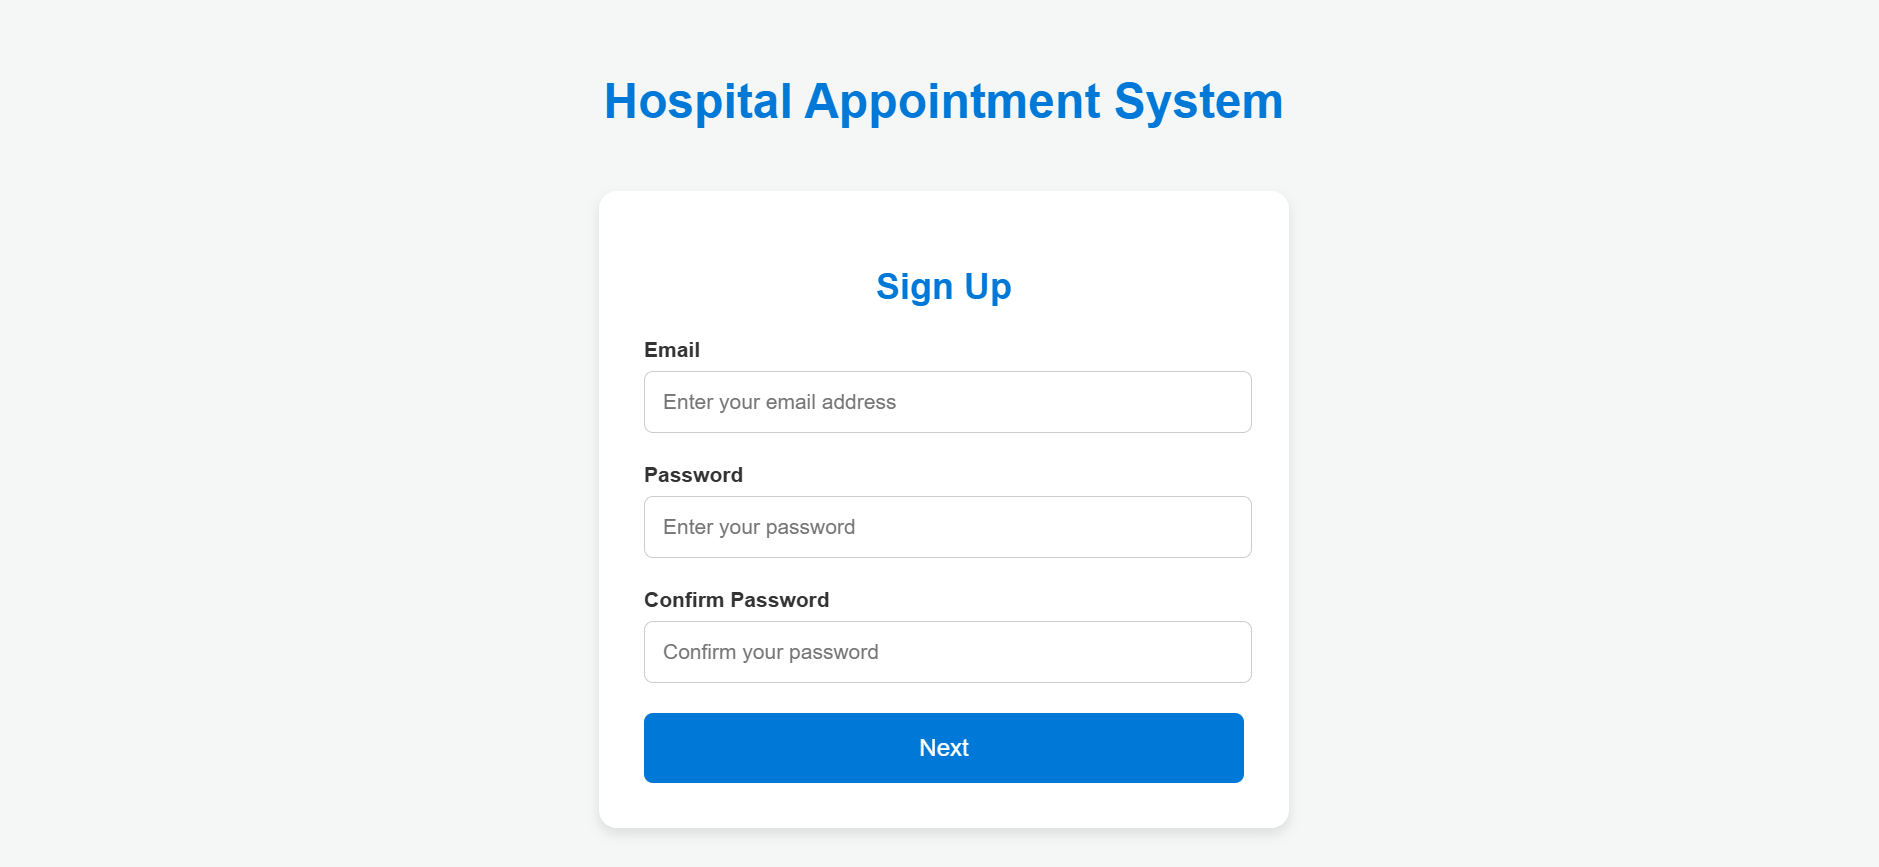 Hospital Appointment System
Sign Up
Email
Enter your email address
Password
Enter your password
Confirm Password
Confirm your password
Next